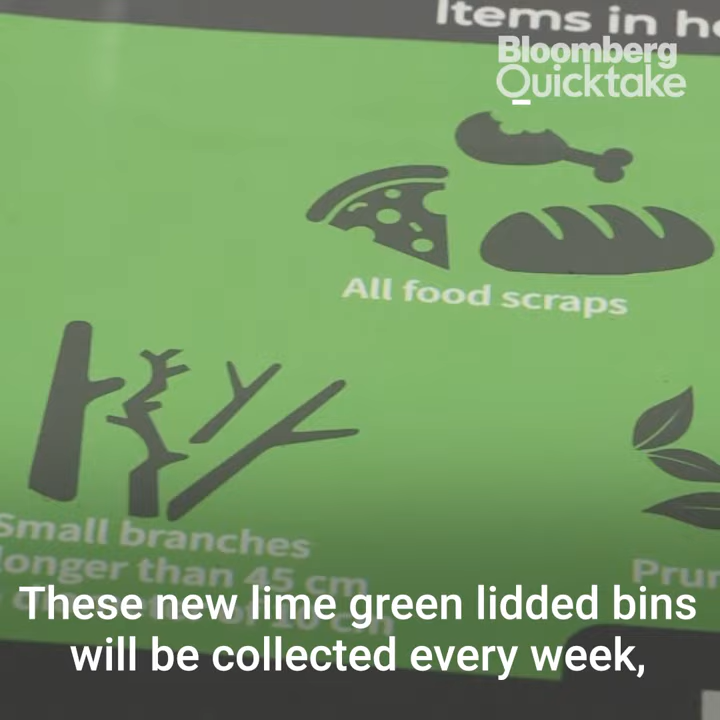 Items in
Bloomberg
Quicktake
All food scraps
Small branches
longer than 45 cm
These new lime green lidded bins
will be collected every week,